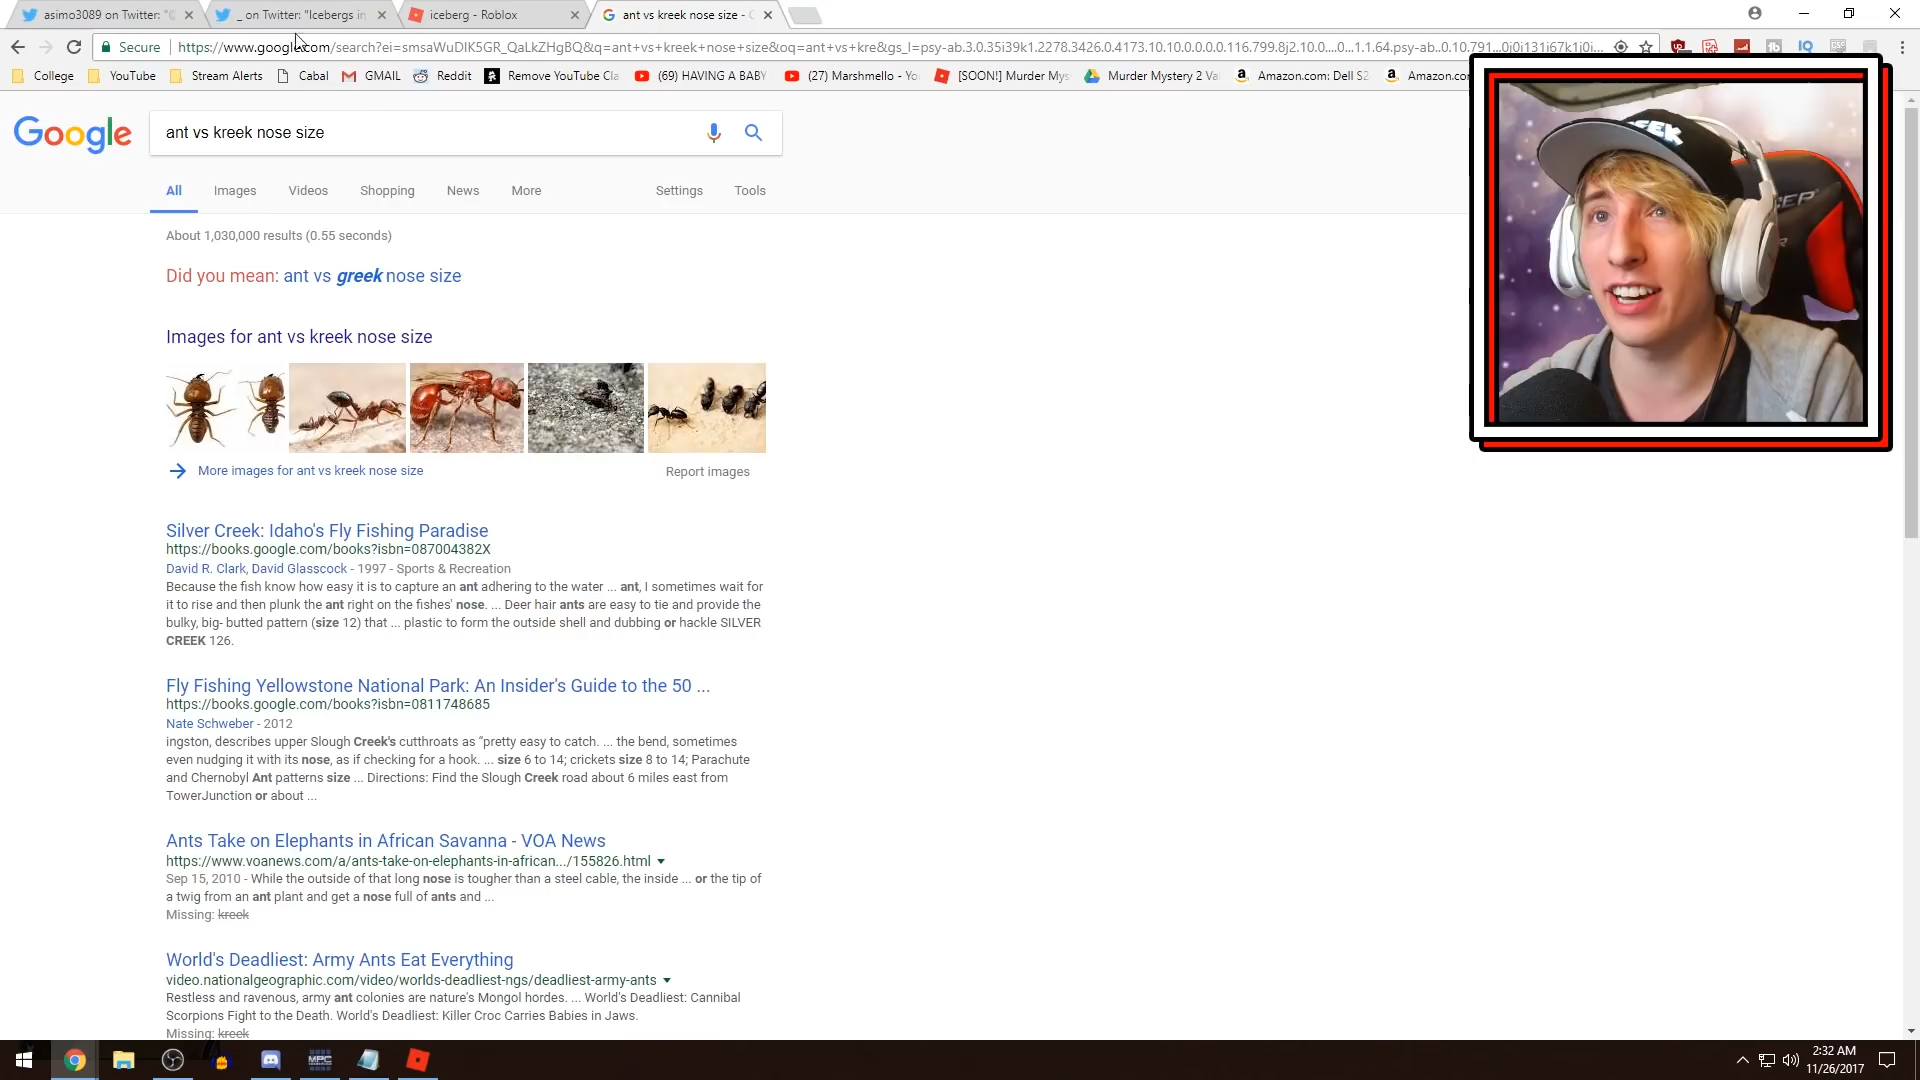 asimo3089 on Twitter: "@
_ on Twitter: "Icebergs in
iceberg - Roblox
ant vs kreek nose size -
Secure
https://www.google.com/search?ei=smsaWuDIK5GR_QaLkZHgBQ&q=ant+vs+kreek+nose+size&oq=ant+vs+kre&gs_l=psy-ab.3.0.35i39k1.2278.3426.0.4173.10.10.0.0.0.0.116.799.8j2.10.0....0...1.1.64.psy-ab..0.10.791...0j0i131i67k1j0i...
College YouTube Stream Alerts Cabal GMAIL Reddit Remove YouTube Cla (69) HAVING A BABY (27) Marshmello - Yo [SOON!] Murder Mys Murder Mystery 2 Va Amazon.com: Dell S2 Amazon.com
Google
ant vs kreek nose size
All Images Videos Shopping News More Settings Tools
About 1,030,000 results (0.55 seconds)
Did you mean: ant vs greek nose size
Images for ant vs kreek nose size
More images for ant vs kreek nose size
Report images
Silver Creek: Idaho's Fly Fishing Paradise
https://books.google.com/books?isbn=087004382X
David R. Clark, David Glasscock - 1997 - Sports & Recreation
Because the fish know how easy it is to capture an ant adhering to the water ... ant, I sometimes wait for
it to rise and then plunk the ant right on the fishes' nose. ... Deer hair ants are easy to tie and provide the
bulky, big- butted pattern (size 12) that ... plastic to form the outside shell and dubbing or hackle SILVER
CREEK 126.
Fly Fishing Yellowstone National Park: An Insider's Guide to the 50 ...
https://books.google.com/books?isbn=0811748685
Nate Schweber - 2012
ingston, describes upper Slough Creek's cutthroats as “pretty easy to catch. ... the bend, sometimes
even nudging it with its nose, as if checking for a hook. ... size 6 to 14; crickets size 8 to 14; Parachute
and Chernobyl Ant patterns size ... Directions: Find the Slough Creek road about 6 miles east from
TowerJunction or about ...
Ants Take on Elephants in African Savanna - VOA News
https://www.voanews.com/a/ants-take-on-elephants-in-african.../155826.html
Sep 15, 2010 - While the outside of that long nose is tougher than a steel cable, the inside ... or the tip of
a twig from an ant plant and get a nose full of ants and ...
Missing: kreek
World's Deadliest: Army Ants Eat Everything
video.nationalgeographic.com/video/worlds-deadliest-ngs/deadliest-army-ants
Restless and ravenous, army ant colonies are nature's Mongol hordes. ... World's Deadliest: Cannibal
Scorpions Fight to the Death. World's Deadliest: Killer Croc Carries Babies in Jaws.
Missing: kreek
2:32 AM
11/26/2017